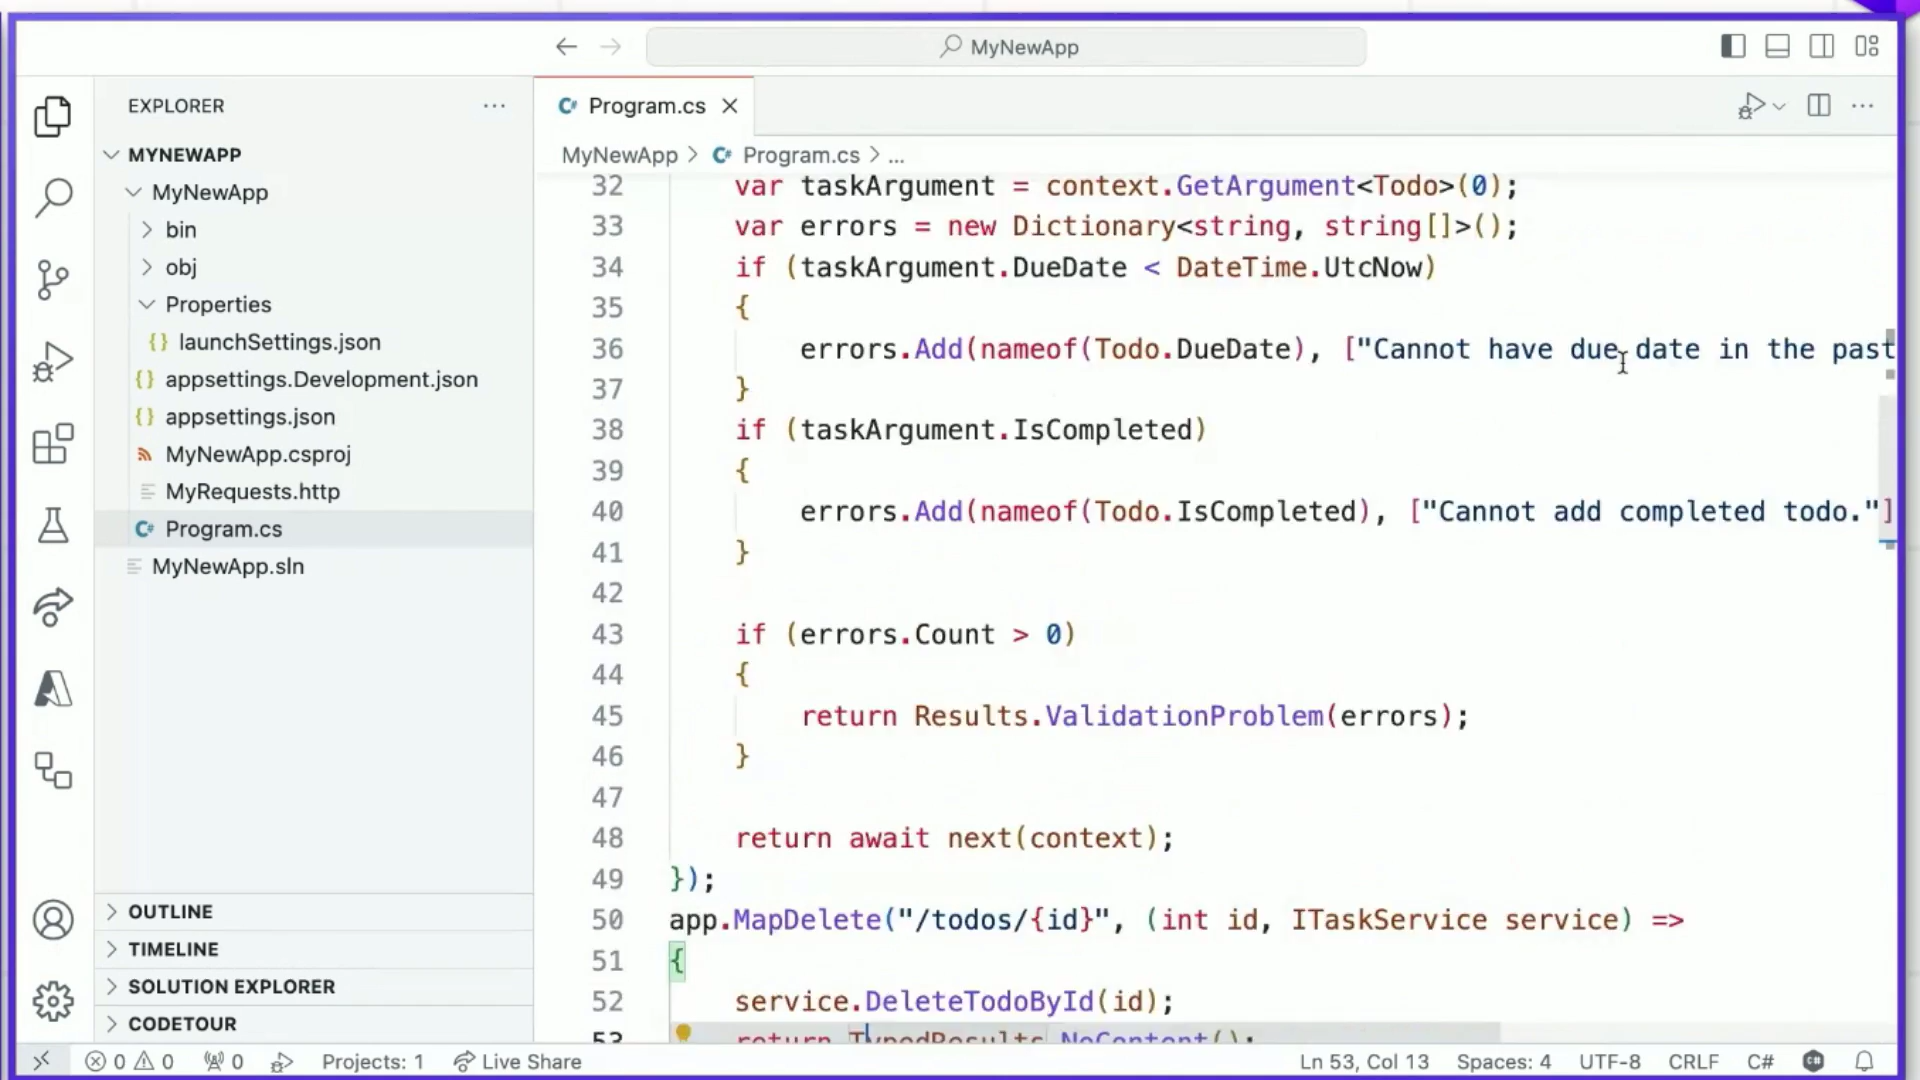 MyNewApp
EXPLORER
MYNEWAPP
MyNewApp
bin
obj
Properties
launchSettings.json
appsettings.Development.json
appsettings.json
MyNewApp.csproj
MyRequests.http
Program.cs
MyNewApp.sln
OUTLINE
TIMELINE
SOLUTION EXPLORER
CODETOUR
Program.cs
MyNewApp > Program.cs > ...
32 var taskArgument = context.GetArgument<Todo>(0);
33 var errors = new Dictionary<string, string[]>();
34 if (taskArgument.DueDate < DateTime.UtcNow)
35 {
36 errors.Add(nameof(Todo.DueDate), ["Cannot have due date in the past
37 }
38 if (taskArgument.IsCompleted)
39 {
40 errors.Add(nameof(Todo.IsCompleted), ["Cannot add completed todo."]
41 }
42
43 if (errors.Count > 0)
44 {
45 return Results.ValidationProblem(errors);
46 }
47
48 return await next(context);
49 });
50 app.MapDelete("/todos/{id}", (int id, ITaskService service) =>
51 {
52 service.DeleteTodoById(id);
53 return TypedResults.NoContent();
0 0 0 Projects: 1 Live Share Ln 53, Col 13 Spaces: 4 UTF-8 CRLF C#